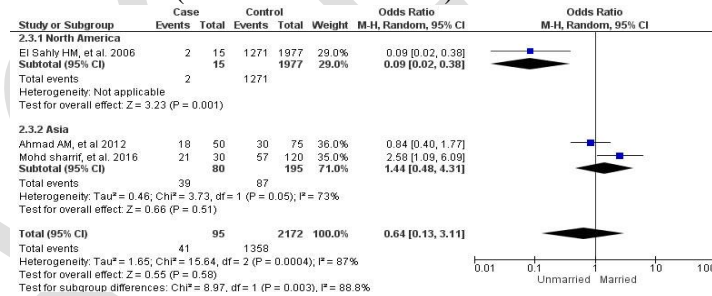 Case Control Odds Ratio Odds Ratio
Study or Subgroup Events Total Events Total Weight M-H, Random, 95% CI M-H, Random, 95% CI
2.3.1 North America
El Sahly HM, et al. 2006 2 15 1271 1977 29.0% 0.09 [0.02, 0.38]
Subtotal (95% CI) 15 1977 29.0% 0.09 [0.02, 0.38]
Total events 2 1271
Heterogeneity: Not applicable
Test for overall effect: Z = 3.23 (P = 0.001)
2.3.2 Asia
Ahmad AM, et al 2012 18 50 30 75 36.0% 0.84 [0.40, 1.77]
Mohd sharrif, et al. 2016 21 30 57 120 35.0% 2.58 [1.09, 6.09]
Subtotal (95% CI) 80 195 71.0% 1.44 [0.48, 4.31]
Total events 39 87
Heterogeneity: Tau² = 0.46; Chi² = 3.73, df = 1 (P = 0.05); I² = 73%
Test for overall effect: Z = 0.66 (P = 0.51)
Total (95% CI) 95 2172 100.0% 0.64 [0.13, 3.11]
Total events 41 1358
Heterogeneity: Tau² = 1.65; Chi² = 15.64, df = 2 (P = 0.0004); I² = 87%
Test for overall effect: Z = 0.55 (P = 0.58)
Test for subgroup differences: Chi² = 8.97, df = 1 (P = 0.003), I² = 88.8%
0.01 0.1 1 10 100
Unmarried Married